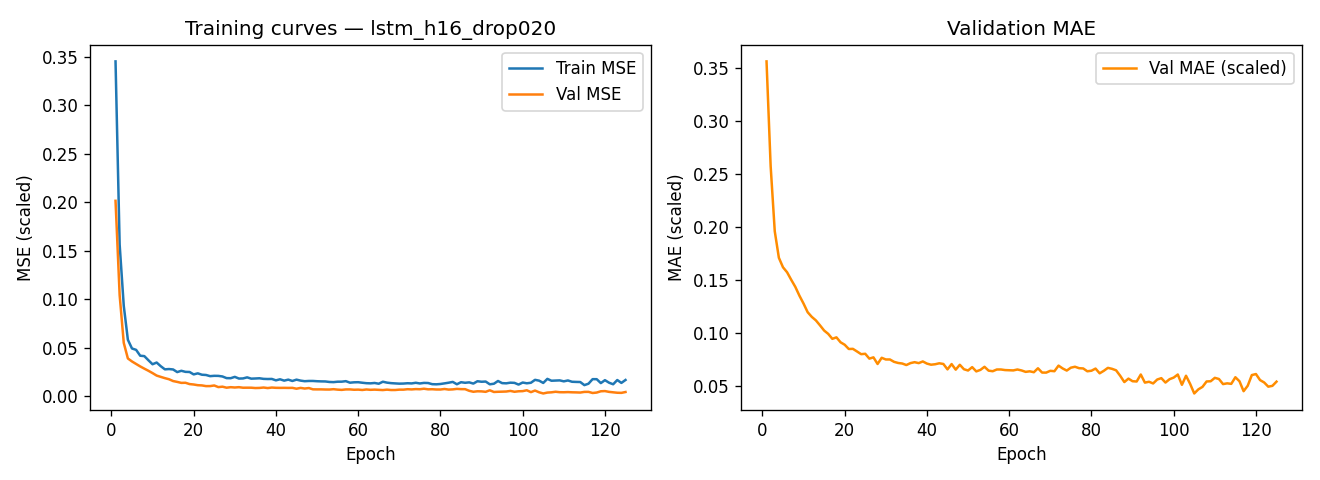 Training curves — lstm_h16_drop020
Train MSE
Val MSE
MSE (scaled)
0.35
0.30
0.25
0.20
0.15
0.10
0.05
0.00
0 20 40 60 80 100 120
Epoch
Validation MAE
Val MAE (scaled)
MAE (scaled)
0.35
0.30
0.25
0.20
0.15
0.10
0.05
0 20 40 60 80 100 120
Epoch